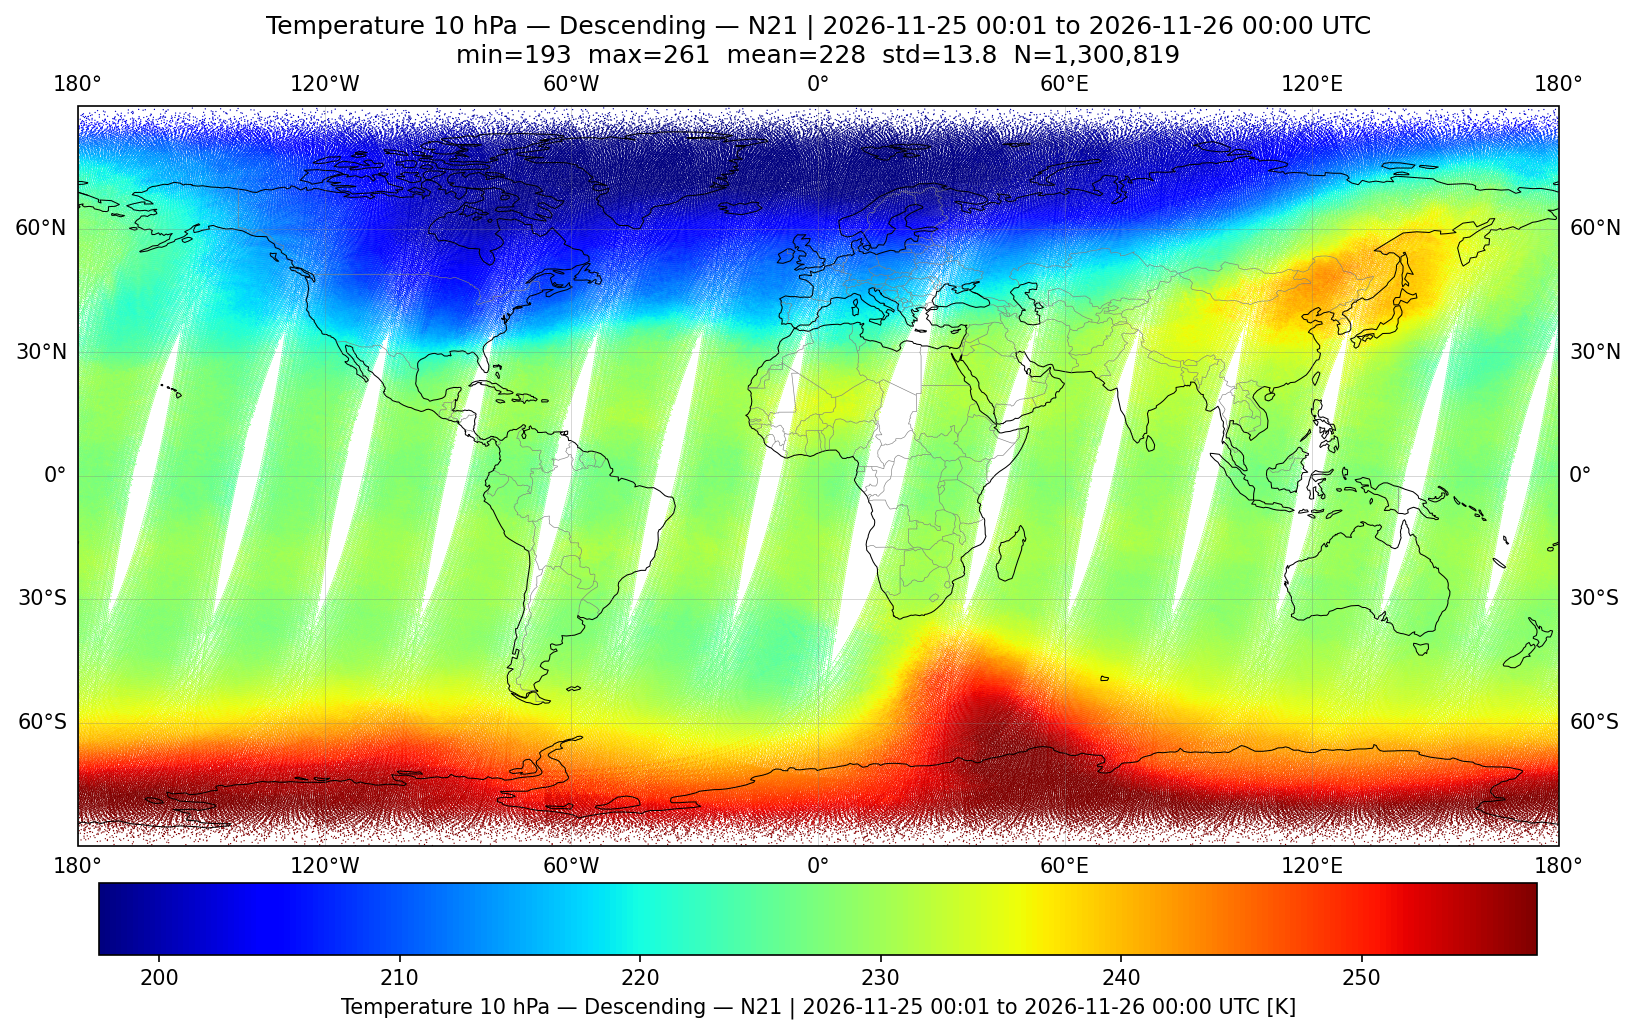 Temperature 10 hPa — Descending — N21 | 2026-11-25 00:01 to 2026-11-26 00:00 UTC
min=193 max=261 mean=228 std=13.8 N=1,300,819
180° 120°W 60°W 0° 60°E 120°E 180°
60°N 60°N
30°N 30°N
0° 0°
30°S 30°S
60°S 60°S
180° 120°W 60°W 0° 60°E 120°E 180°
200 210 220 230 240 250
Temperature 10 hPa — Descending — N21 | 2026-11-25 00:01 to 2026-11-26 00:00 UTC [K]